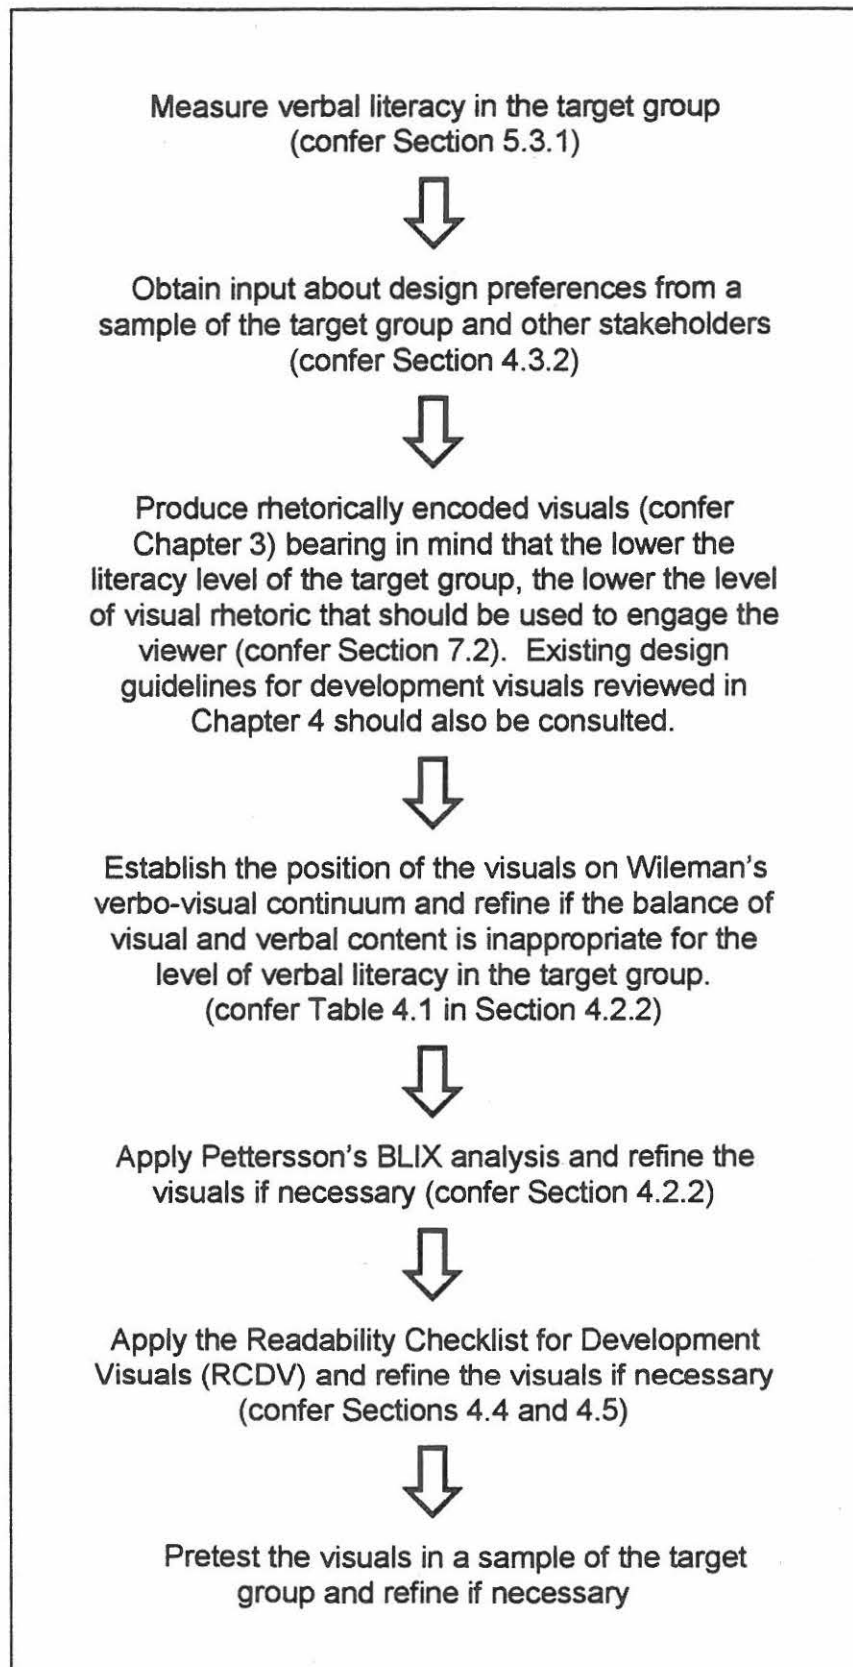 Measure verbal literacy in the target group
(confer Section 5.3.1)
Obtain input about design preferences from a
sample of the target group and other stakeholders
(confer Section 4.3.2)
Produce rhetorically encoded visuals (confer
Chapter 3) bearing in mind that the lower the
literacy level of the target group, the lower the level
of visual rhetoric that should be used to engage the
viewer (confer Section 7.2).  Existing design
guidelines for development visuals reviewed in
Chapter 4 should also be consulted.
Establish the position of the visuals on Wileman's
verbo-visual continuum and refine if the balance of
visual and verbal content is inappropriate for the
level of verbal literacy in the target group.
(confer Table 4.1 in Section 4.2.2)
Apply Pettersson's BLIX analysis and refine the
visuals if necessary (confer Section 4.2.2)
Apply the Readability Checklist for Development
Visuals (RCDV) and refine the visuals if necessary
(confer Sections 4.4 and 4.5)
Pretest the visuals in a sample of the target
group and refine if necessary